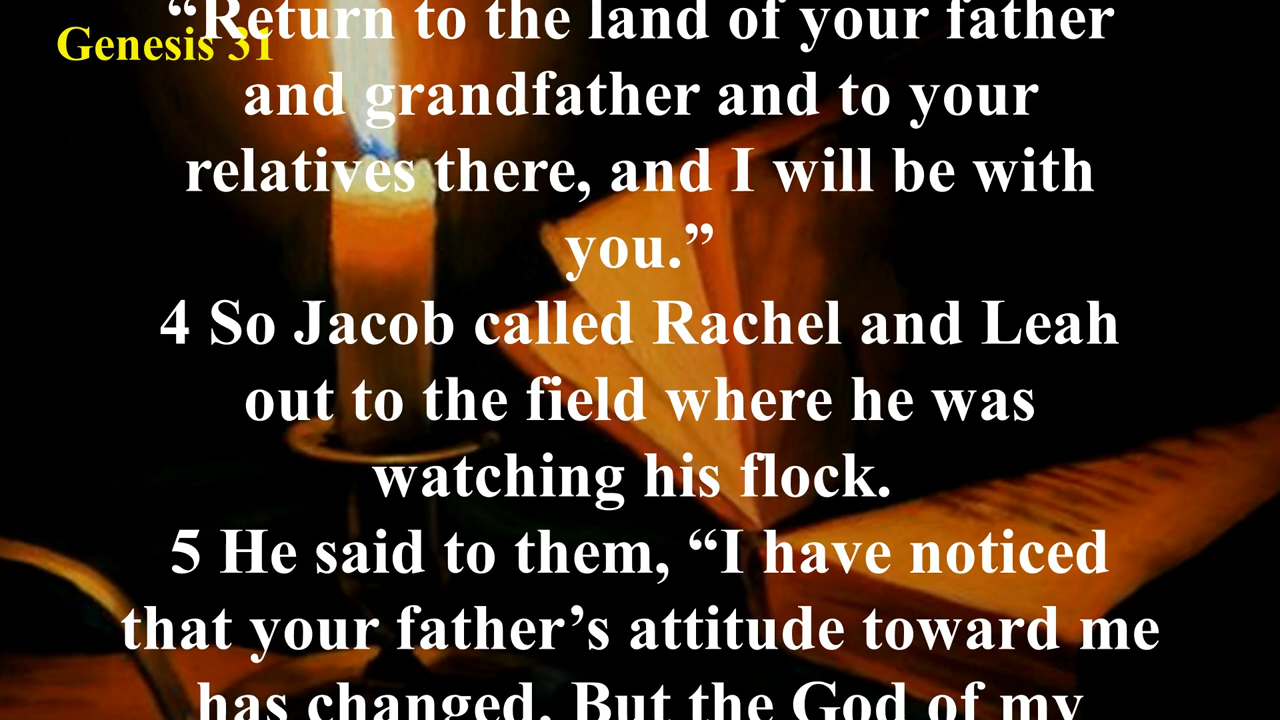 “Return to the land of your father
Genesis 31
and grandfather and to your
relatives there, and I will be with
you.”
4 So Jacob called Rachel and Leah
out to the field where he was
watching his flock.
5 He said to them, “I have noticed
that your father’s attitude toward me
has changed. But the God of my